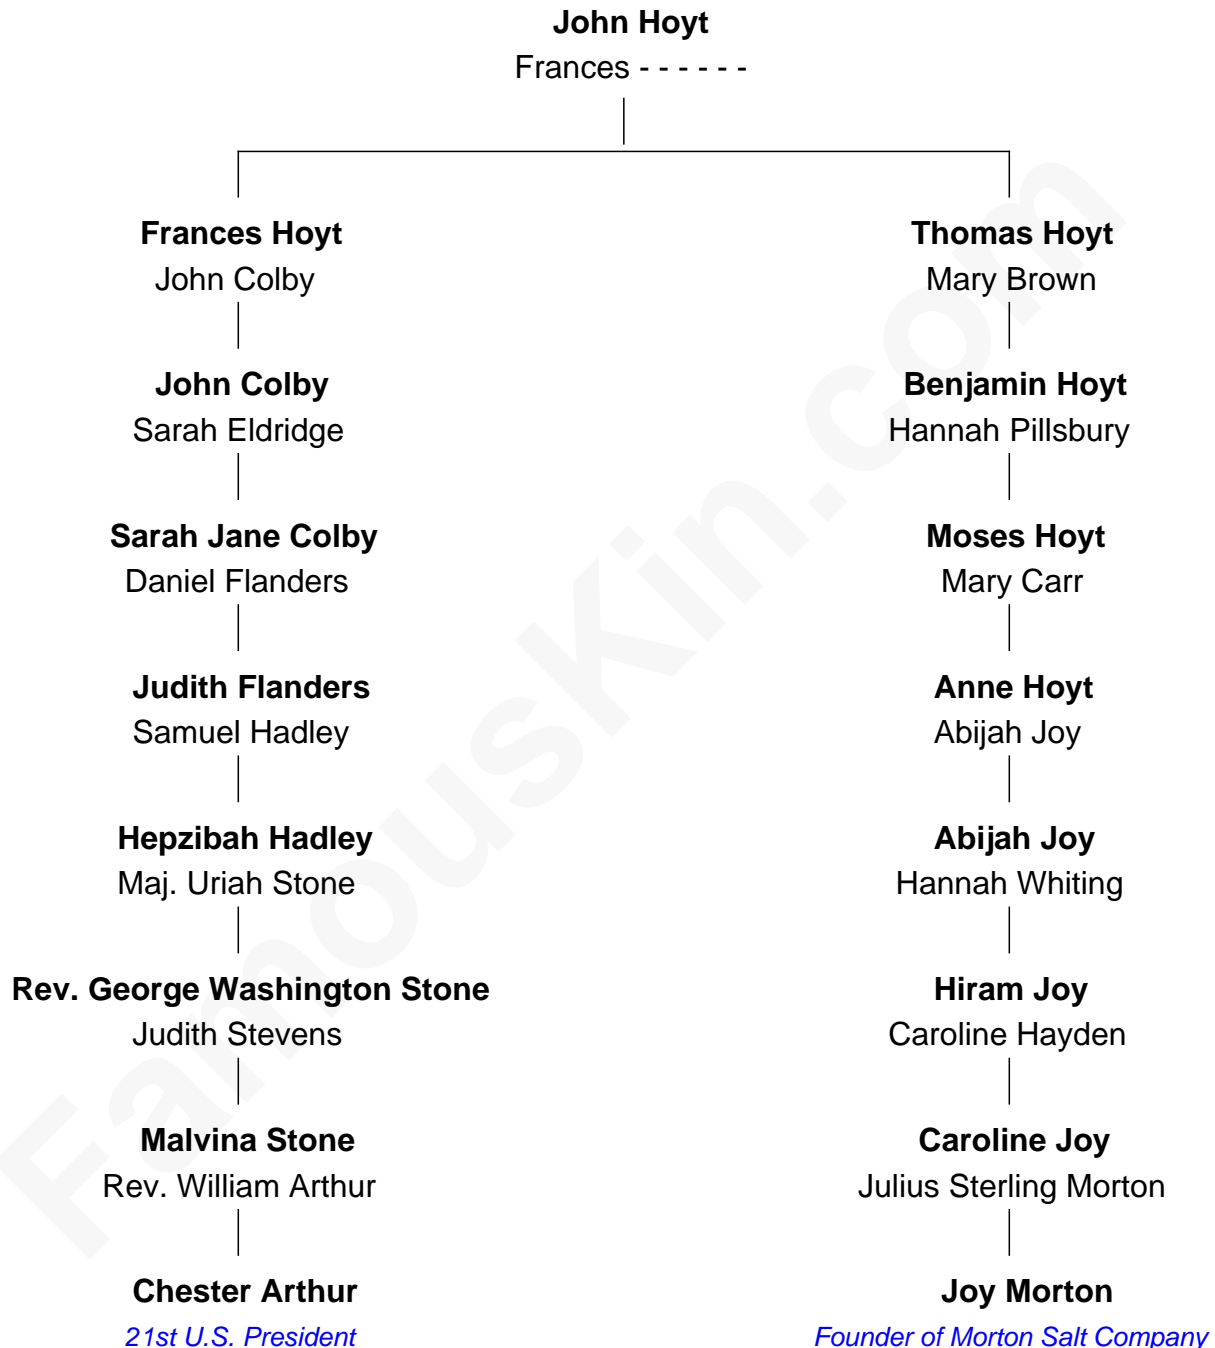 John Hoyt
Frances - - - - - -
Frances Hoyt
John Colby
Thomas Hoyt
Mary Brown
John Colby
Sarah Eldridge
Benjamin Hoyt
Hannah Pillsbury
Sarah Jane Colby
Daniel Flanders
Moses Hoyt
Mary Carr
Judith Flanders
Samuel Hadley
Anne Hoyt
Abijah Joy
Hepzibah Hadley
Maj. Uriah Stone
Abijah Joy
Hannah Whiting
Rev. George Washington Stone
Judith Stevens
Hiram Joy
Caroline Hayden
Malvina Stone
Rev. William Arthur
Caroline Joy
Julius Sterling Morton
Chester Arthur
21st U.S. President
Joy Morton
Founder of Morton Salt Company
FamousKin.com